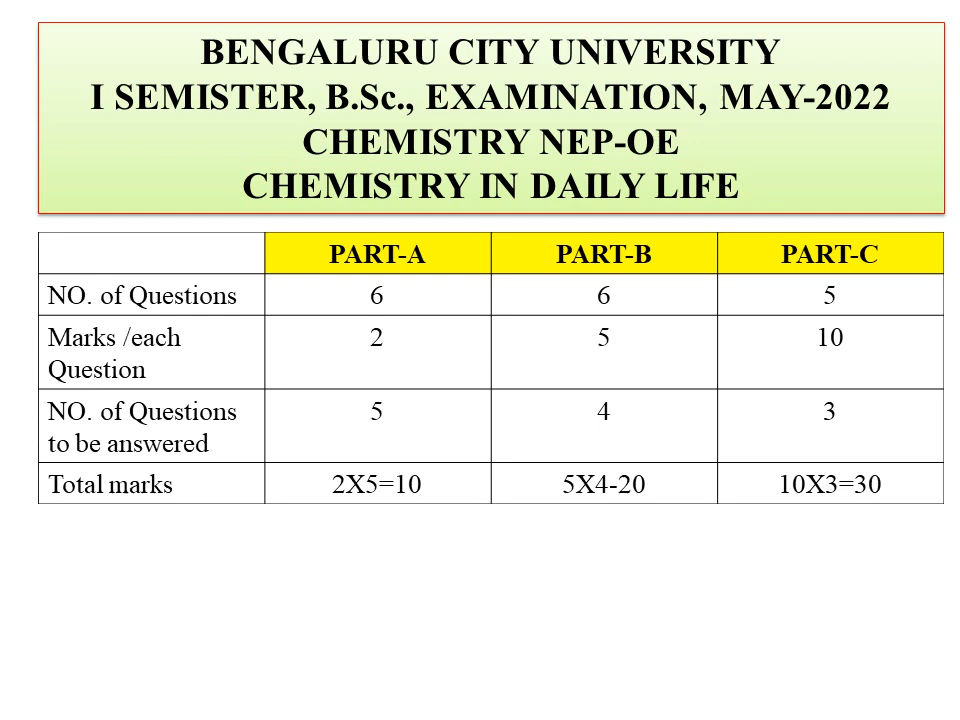 BENGALURU CITY UNIVERSITY
I SEMISTER, B.Sc., EXAMINATION, MAY-2022
CHEMISTRY NEP-OE
CHEMISTRY IN DAILY LIFE
PART-A PART-B PART-C
NO. of Questions 6 6 5
Marks /each 2 5 10
Question
NO. of Questions 5 4 3
to be answered
Total marks 2X5=10 5X4-20 10X3=30